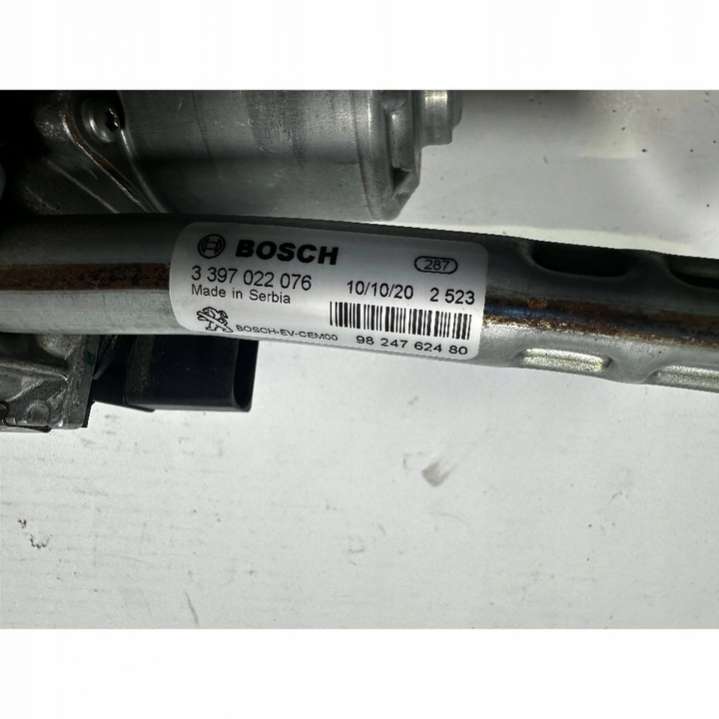 BOSCH
287
3 397 022 076
10/10/20
2 523
Made in Serbia
BOSCH-EV-CEM00
98 247 624 80